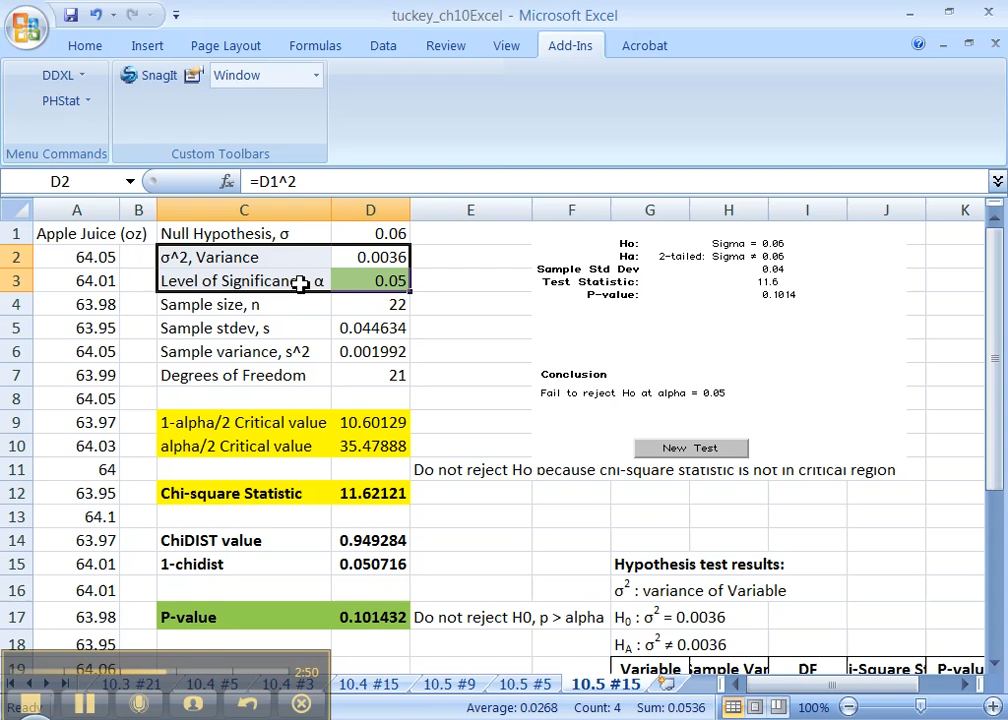 tuckey_ch10Excel - Microsoft Excel
Home Insert Page Layout Formulas Data Review View Add-Ins Acrobat
DDXL SnagIt Window
PHStat
Menu Commands Custom Toolbars
D2 fx =D1^2
A B C D E F G H I J K
1 Apple Juice (oz) Null Hypothesis, σ 0.06
2 64.05 σ^2, Variance 0.0036
3 64.01 Level of Significan α 0.05
4 63.98 Sample size, n 22
5 63.95 Sample stdev, s 0.044634
6 64.05 Sample variance, s^2 0.001992
7 63.99 Degrees of Freedom 21
8 64.05
9 63.97 1-alpha/2 Critical value 10.60129
10 64.03 alpha/2 Critical value 35.47888
11 64 Do not reject Ho because chi-square statistic is not in critical region
12 63.95 Chi-square Statistic 11.62121
13 64.1
14 63.97 ChiDIST value 0.949284
15 64.01 1-chidist 0.050716
16 64.01
17 63.98 P-value 0.101432 Do not reject H0, p > alpha
18 63.95
19 64.06
Ho: Sigma = 0.06
Ha: 2-tailed: Sigma ≠ 0.06
Sample Std Dev 0.04
Test Statistic: 11.6
P-value: 0.1014
Conclusion
Fail to reject Ho at alpha = 0.05
New Test
Hypothesis test results:
σ2 : variance of Variable
H0 : σ2 = 0.0036
HA : σ2 ≠ 0.0036
Variable Sample Var DF i-Square St P-valu
2:50
10.3 #21 10.4 #5 10.4 #3 10.4 #15 10.5 #9 10.5 #5 10.5 #15
Ready Average: 0.0268 Count: 4 Sum: 0.0536 100%